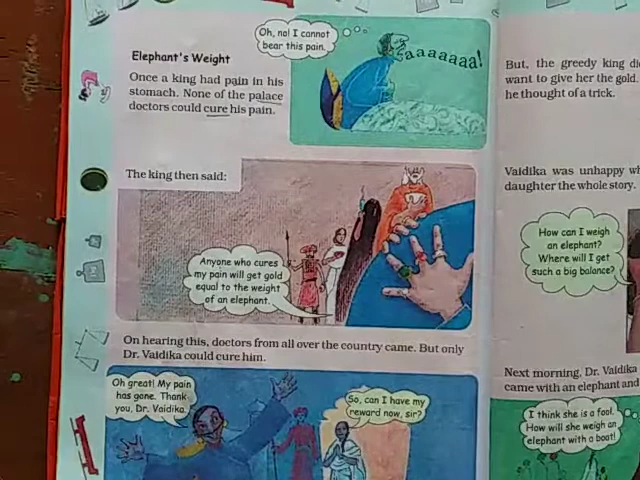 Elephant's Weight
Once a king had pain in his
stomach. None of the palace
doctors could cure his pain.
Oh, no! I cannot
bear this pain.
aaaaaaa!
The king then said:
Anyone who cures
my pain will get gold
equal to the weight
of an elephant.
On hearing this, doctors from all over the country came. But only
Dr. Vaidika could cure him.
Oh great! My pain
has gone. Thank
you, Dr. Vaidika.
So, can I have my
reward now, sir?
But, the greedy king
want to give her the gold.
he thought of a trick.
Vaidika was unhappy
daughter the whole story.
How can I weigh
an elephant?
Where will I get
such a big balance?
Next morning, Dr. Vaidika
came with an elephant and
I think she is a fool.
How will she weigh an
elephant with a boat!